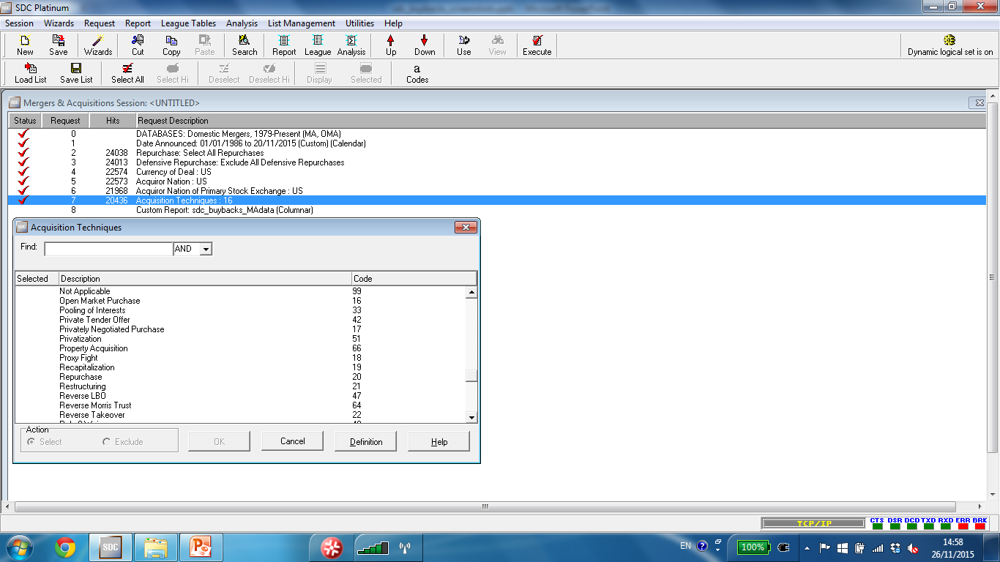 SDC Platinum
Session Wizards Request Report League Tables Analysis List Management Utilities Help
New Save Wizards Cut Copy Paste Search Report League Analysis Up Down Use View Execute Dynamic logical set is on
Load List Save List Select All Select Hi Deselect Deselect Hi Display Selected Codes
a
SDC Mergers & Acquisitions Session: <UNTITLED>
Status Request Hits Request Description
0 DATABASES: Domestic Mergers, 1979-Present (MA, OMA)
1 Date Announced: 01/01/1986 to 20/11/2015 (Custom) (Calendar)
2 24038 Repurchase: Select All Repurchases
3 24013 Defensive Repurchase: Exclude All Defensive Repurchases
4 22574 Currency of Deal : US
5 22573 Acquiror Nation : US
6 21968 Acquiror Nation of Primary Stock Exchange : US
7 20436 Acquisition Techniques : 16
8 Custom Report: sdc_buybacks_MAdata (Columnar)
Acquisition Techniques
Find: AND
Selected Description Code
Not Applicable 99
Open Market Purchase 16
Pooling of Interests 33
Private Tender Offer 42
Privately Negotiated Purchase 17
Privatization 51
Property Acquisition 66
Proxy Fight 18
Recapitalization 19
Repurchase 20
Restructuring 21
Reverse LBO 47
Reverse Morris Trust 64
Reverse Takeover 22
Action
Select Exclude OK Cancel Definition Help
TCP/IP CTS DSR DCD TXD RXD ERR BRK
SDC EN 100% 14:58
26/11/2015